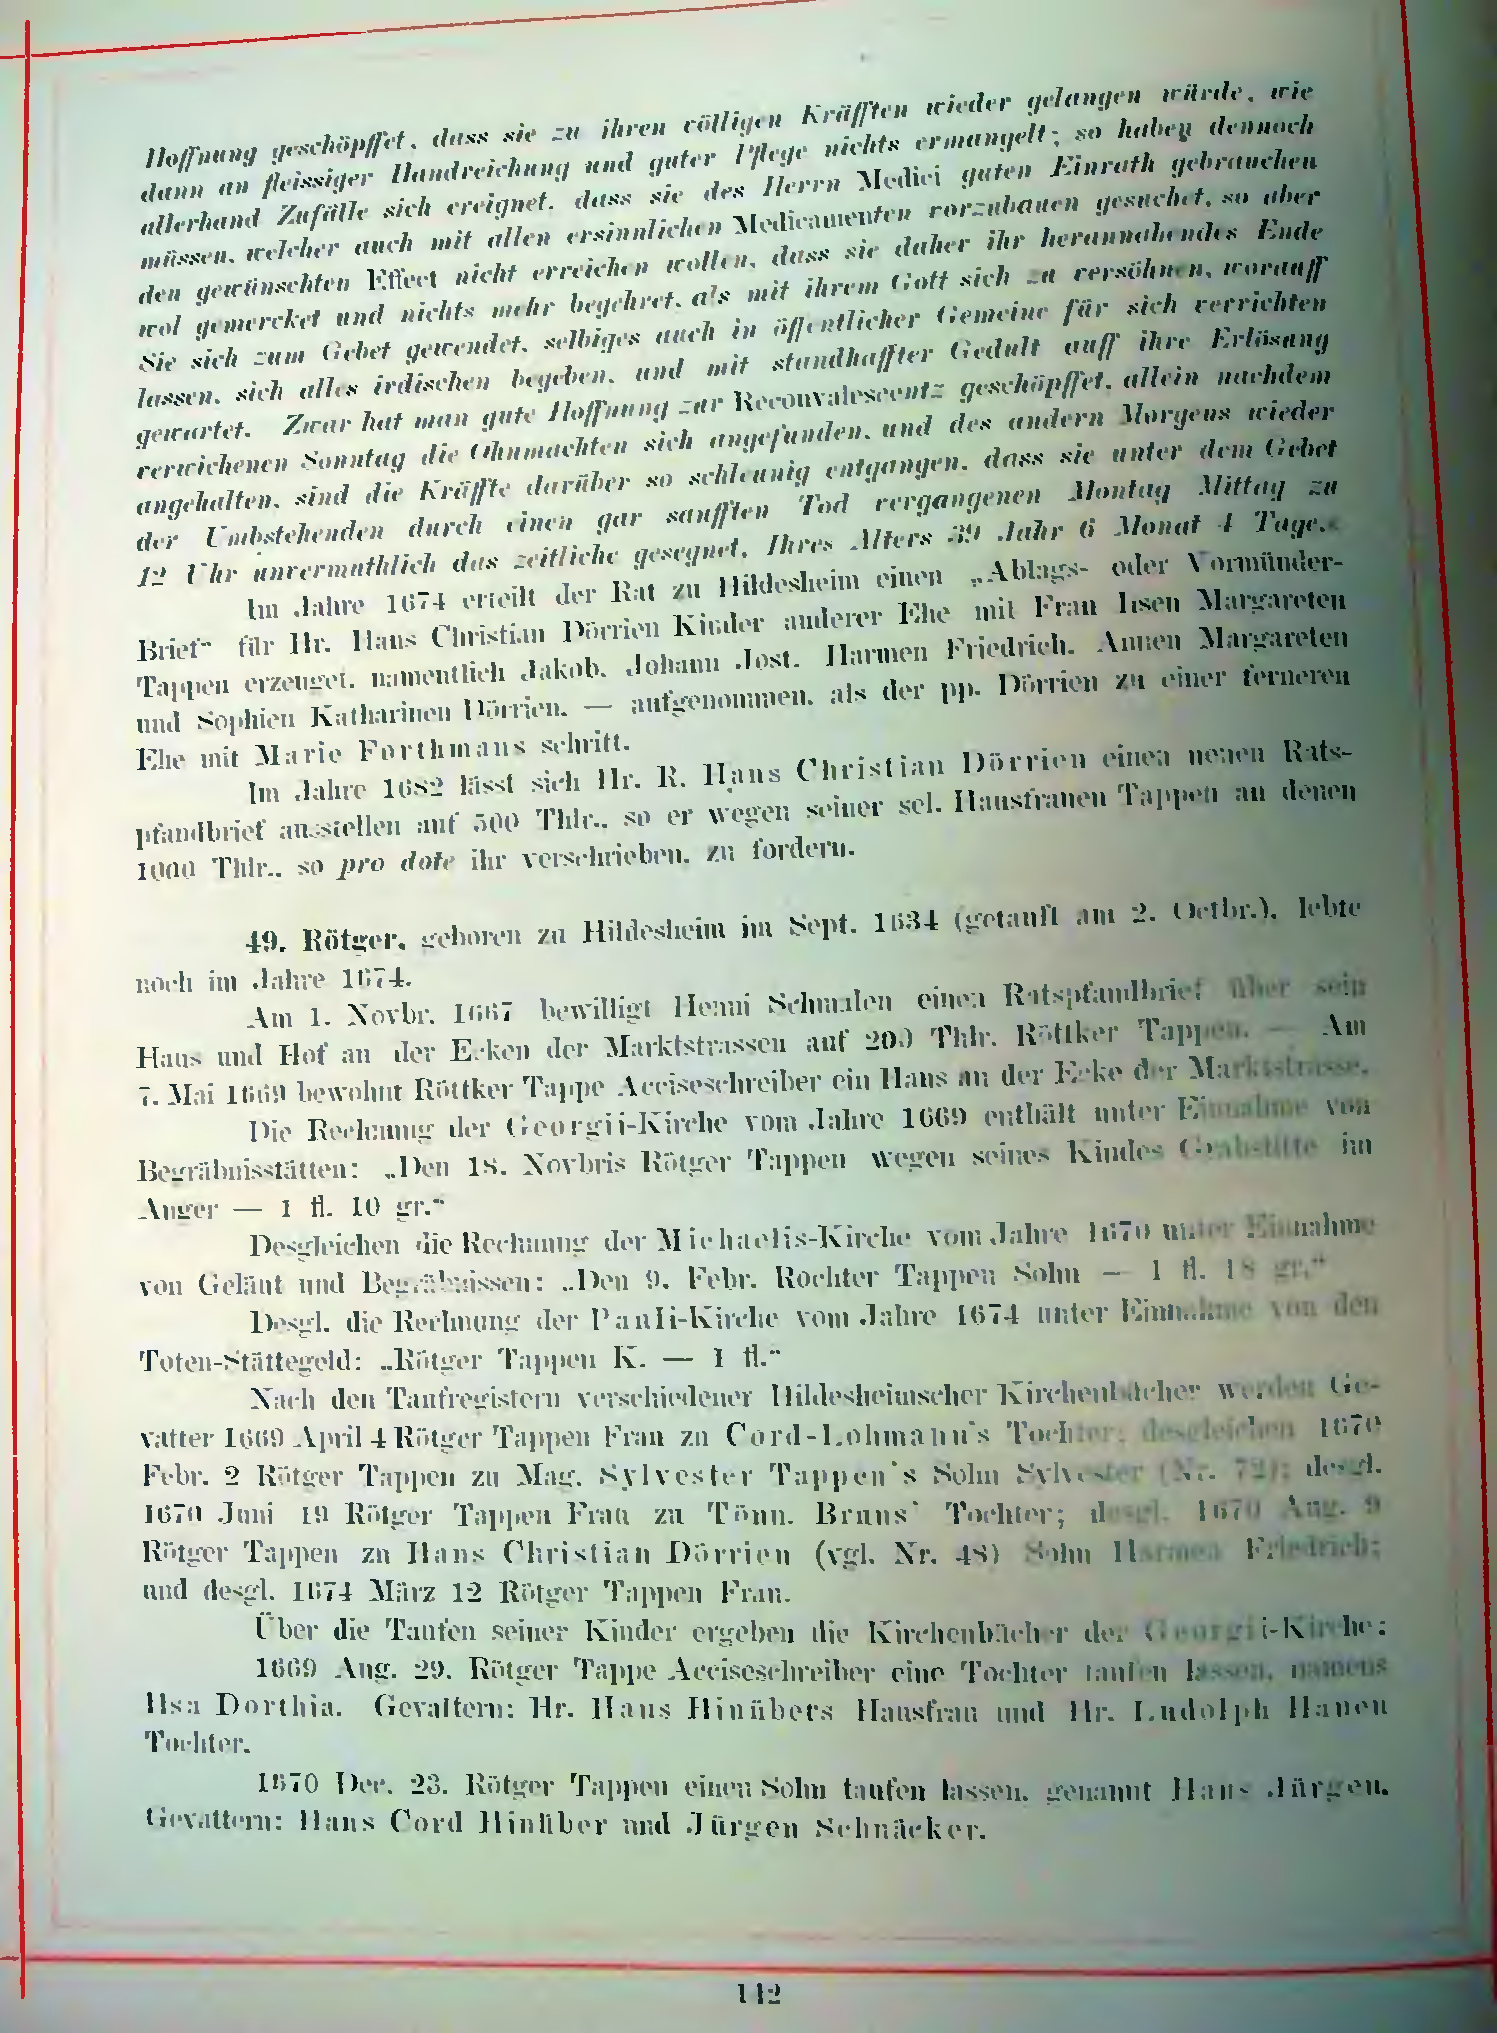 Hoffnung geschöpffet, dass sie zu ihren völligen Kräfften wieder gelangen würde, wie
dann an fleissiger Handreichung und guter Pflege nichts ermangelt; so haben dennoch
allerhand Zufälle sich ereignet, dass sie des Herrn Medici guten Einrath gebrauchen
müssen, welcher auch mit allen ersinnlichen Medicamenten vorzubauen gesuchet, so aber
den gewünschten Effect nicht erreichen wollen, dass sie daher ihr herannahendes Ende
wol gemercket und nichts mehr begehret, als mit ihrem Gott sich zu versöhnen, worauff
Sie sich zum Gebet gewendet, selbiges auch in öffentlicher Gemeine für sich verrichten
lassen, sich alles irdischen begeben, und mit standhaffter Gedult auff ihre Erlösung
gewartet. Zwar hat man gute Hoffnung zur Reconvalescentz geschöpffet, allein nachdem
verwichenen Sonntag die Ohnmachten sich angefunden, und des andern Morgens wieder
angehalten, sind die Kräffte darüber so schleunig entgangen, dass sie unter dem Gebet
der Umbstehenden durch einen gar sanfften Tod vergangenen Montag Mittag zu
12 Uhr unvermuthlich das zeitliche gesegnet, Ihres Alters 39 Jahr 6 Monat 4 Tage.
Im Jahre 1674 erteilt der Rat zu Hildesheim einen „Ablags- oder Vormünder-
Brief“ für Hr. Hans Christian Dörrien Kinder anderer Ehe mit Frau Ilsen Margareten
Tappen erzeuget, namentlich Jakob, Johann Jost, Harmen Friedrich, Annen Margareten
und Sophien Katharinen Dörrien, — aufgenommen, als der pp. Dörrien zu einer ferneren
Ehe mit Marie Forthmans schritt.
Im Jahre 1682 lässt sich Hr. R. Hans Christian Dörrien einen neuen Rats-
pfandbrief ausstellen auf 500 Thlr., so er wegen seiner sel. Hausfrauen Tappen an denen
1000 Thlr., so pro dote ihr verschrieben, zu fordern.
49. Rötger, geboren zu Hildesheim im Sept. 1634 (getauft am 2. Octbr.), lebte
noch im Jahre 1674.
Am 1. Novbr. 1667 bewilligt Henni Schmalen einen Ratspfandbrief über sein
Haus und Hof an der Ecken der Marktstrassen auf 200 Thlr. Röttker Tappen. — Am
7. Mai 1669 bewohnt Röttker Tappe Acciseschreiber ein Haus an der Ecke der Marktstrasse.
Die Rechnung der Georgii-Kirche vom Jahre 1669 enthält unter Einnahme von
Begräbnisstätten: „Den 18. Novbris Rötger Tappen wegen seines Kindes Grabstätte im
Anger — 1 fl. 10 gr.“
Desgleichen die Rechnung der Michaelis-Kirche vom Jahre 1670 unter Einnahme
von Geläut und Begräbnissen: „Den 9. Febr. Rochter Tappen Sohn — 1 fl. 18 gr.“
Desgl. die Rechnung der Pauli-Kirche vom Jahre 1674 unter Einnahme von den
Toten-Stättegeld: „Rötger Tappen K. — 1 fl.“
Nach den Taufregistern verschiedener Hildesheimscher Kirchenbücher werden Ge-
vatter 1669 April 4 Rötger Tappen Frau zu Cord-Lohmann's Tochter; desgleichen 1670
Febr. 2 Rötger Tappen zu Mag. Sylvester Tappen's Sohn Sylvester (Nr. 72); desgl.
1670 Juni 19 Rötger Tappen Frau zu Tönn. Bruns' Tochter; desgl. 1670 Aug. 9
Rötger Tappen zu Hans Christian Dörrien (vgl. Nr. 48) Sohn Harmen Friedrich;
und desgl. 1674 März 12 Rötger Tappen Frau.
Über die Taufen seiner Kinder ergeben die Kirchenbücher der Georgii-Kirche:
1669 Aug. 29. Rötger Tappe Acciseschreiber eine Tochter taufen lassen, namens
Ilsa Dorthia. Gevattern: Hr. Hans Hinübers Hausfrau und Hr. Ludolph Hanen
Tochter.
1670 Dec. 23. Rötger Tappen einen Sohn taufen lassen, genannt Hans Jürgen.
Gevattern: Hans Cord Hinüber und Jürgen Schnäcker.
142